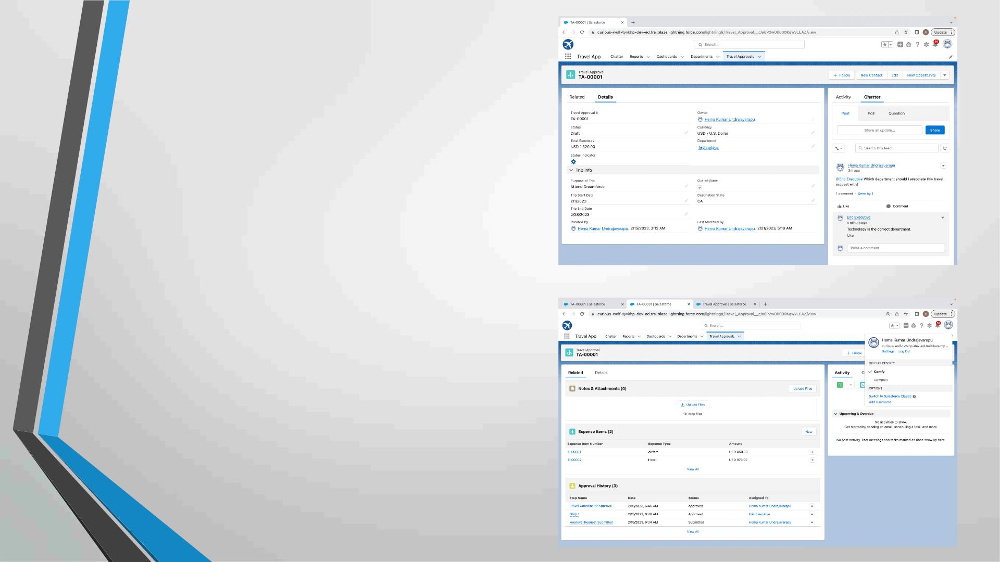 TA-00001 | Salesforce
curious-wolf-tyvkhp-dev-ed.trailblaze.lightning.force.com/lightning/r/Travel_Approval__c/a0P2w00000KqwVLEAZ/view
Update
Search...
14
Travel App Chatter Reports Dashboards Departments Travel Approvals
Travel Approval
TA-00001
+ Follow New Contact Edit New Opportunity
Related Details
Travel Approval #
TA-00001
Owner
Hema Kumar Undrajavarapu
Status
Draft
Currency
USD - U.S. Dollar
Total Expenses
USD 1,320.00
Department
Technology
Status Indicator
Trip Info
Purpose of Trip
Attend Dreamforce
Out-of-State
Trip Start Date
2/1/2023
Destination State
CA
Trip End Date
2/28/2023
Created By
Hema Kumar Undrajavarapu, 2/15/2023, 3:12 AM
Last Modified By
Hema Kumar Undrajavarapu, 2/21/2023, 5:10 AM
Activity Chatter
Post Poll Question
Share an update... Share
Search this feed...
Hema Kumar Undrajavarapu
3m ago
@Eric Executive Which department should I associate this travel
request with?
1 comment · Seen by 1
Like Comment
Eric Executive
a minute ago
Technology is the correct department.
Like
Write a comment...
TA-00001 | Salesforce TA-00001 | Salesforce Travel Approval | Salesforce
curious-wolf-tyvkhp-dev-ed.trailblaze.lightning.force.com/lightning/r/Travel_Approval__c/a0P2w00000KqwVLEAZ/view
Update
Search...
Travel App Chatter Reports Dashboards Departments Travel Approvals
Travel Approval
TA-00001
+ Follow
Related Details
Notes & Attachments (0) Upload Files
Upload Files
Or drop files
Expense Items (2) New
Expense Item Number Expense Type Amount
E-00001 Airfare USD 450.00
E-00002 Hotel USD 870.00
View All
Approval History (3)
Step Name Date Status Assigned To
Travel Coordinator Approval 2/15/2023, 6:46 AM Approved Hema Kumar Undrajavarapu
Step 1 2/15/2023, 6:46 AM Approved Eric Executive
Approval Request Submitted 2/15/2023, 6:34 AM Submitted Hema Kumar Undrajavarapu
View All
Hema Kumar Undrajavarapu
curious-wolf-tyvkhp-dev-ed.trailblaze.my....
Settings Log Out
DISPLAY DENSITY
Comfy
Compact
OPTIONS
Switch to Salesforce Classic
Add Username
Activity C
Upcoming & Overdue
No activities to show.
Get started by sending an email, scheduling a task, and more.
No past activity. Past meetings and tasks marked as done show up here.